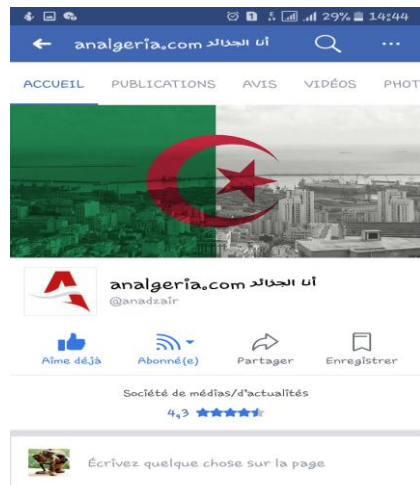 29% 14:44
analgeria.com أنا الجزائر
ACCUEIL PUBLICATIONS AVIS VIDÉOS PHOT
analgeria.com أنا الجزائر
@anadzair
Aime déjà Abonné(e) Partager Enregistrer
Société de médias/d'actualités
4,3
Écrivez quelque chose sur la page